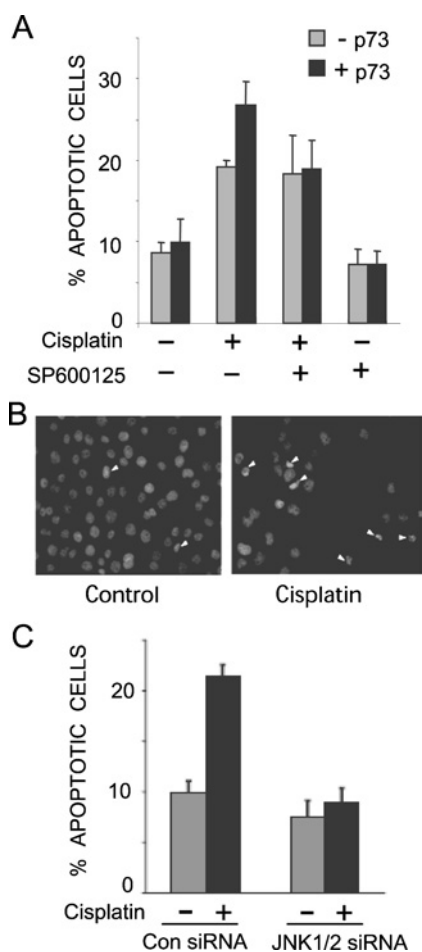 A
- p73
+ p73
% APOPTOTIC CELLS
30
20
10
0
Cisplatin − + + −
SP600125 − − + +
B
Control Cisplatin
C
% APOPTOTIC CELLS
20
10
0
Cisplatin − + − +
Con siRNA JNK1/2 siRNA